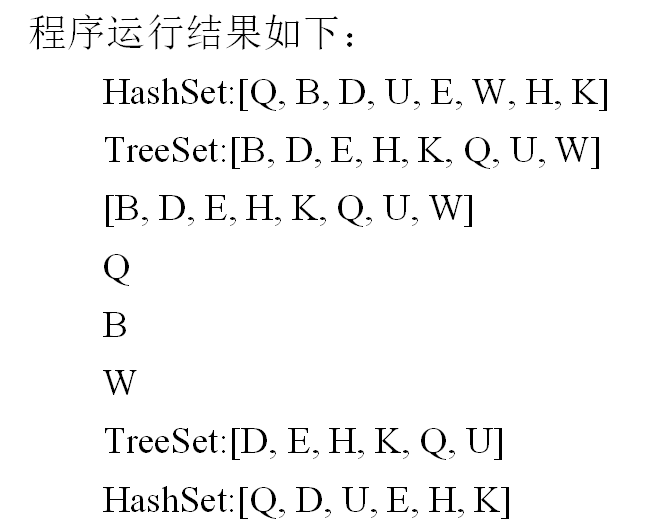 程序运行结果如下：
HashSet:[Q, B, D, U, E, W, H, K]
TreeSet:[B, D, E, H, K, Q, U, W]
[B, D, E, H, K, Q, U, W]
Q
B
W
TreeSet:[D, E, H, K, Q, U]
HashSet:[Q, D, U, E, H, K]